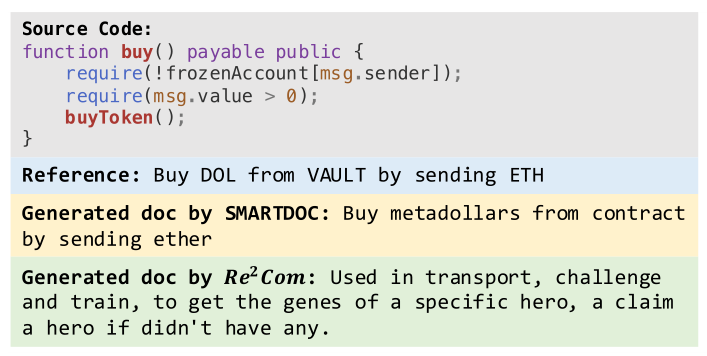 Source Code:
function buy() payable public {
    require(!frozenAccount[msg.sender]);
    require(msg.value > 0);
    buyToken();
}
Reference: Buy DOL from VAULT by sending ETH
Generated doc by SMARTDOC: Buy metadollars from contract
by sending ether
Generated doc by Re²Com: Used in transport, challenge
and train, to get the genes of a specific hero, a claim
a hero if didn't have any.